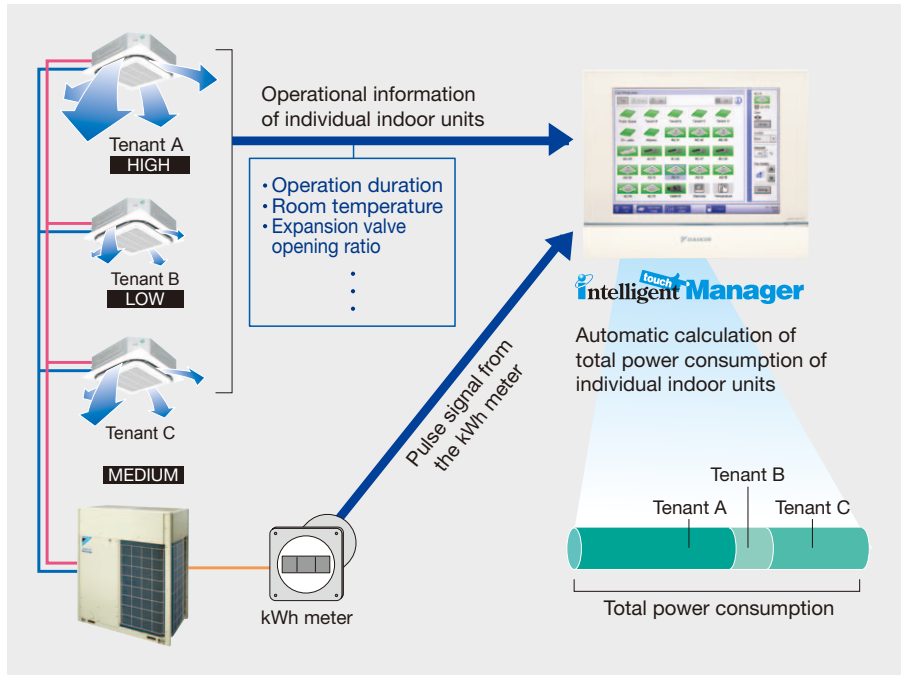 Tenant A
HIGH
Tenant B
LOW
Tenant C
MEDIUM
Operational information
of individual indoor units
• Operation duration
• Room temperature
• Expansion valve
opening ratio
•
•
•
Pulse signal from
the kWh meter
kWh meter
DAIKIN
intelligent touch Manager
Automatic calculation of
total power consumption of
individual indoor units
Tenant B
Tenant A
Tenant C
Total power consumption